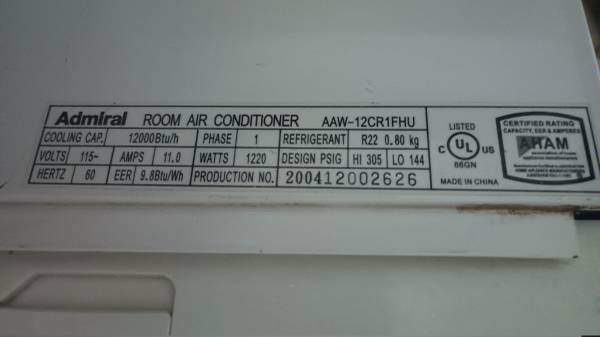 Admiral ROOM AIR CONDITIONER AAW-12CR1FHU
COOLING CAP. 12000Btu/h PHASE 1 REFRIGERANT R22 0.80 kg
VOLTS 115~ AMPS 11.0 WATTS 1220 DESIGN PSIG HI 305 LO 144
HERTZ 60 EER 9.8Btu/Wh PRODUCTION NO. 200412002626
LISTED
C UL US
66GN
MADE IN CHINA
CERTIFIED RATING
CAPACITY, EER & AMPERES
AHAM